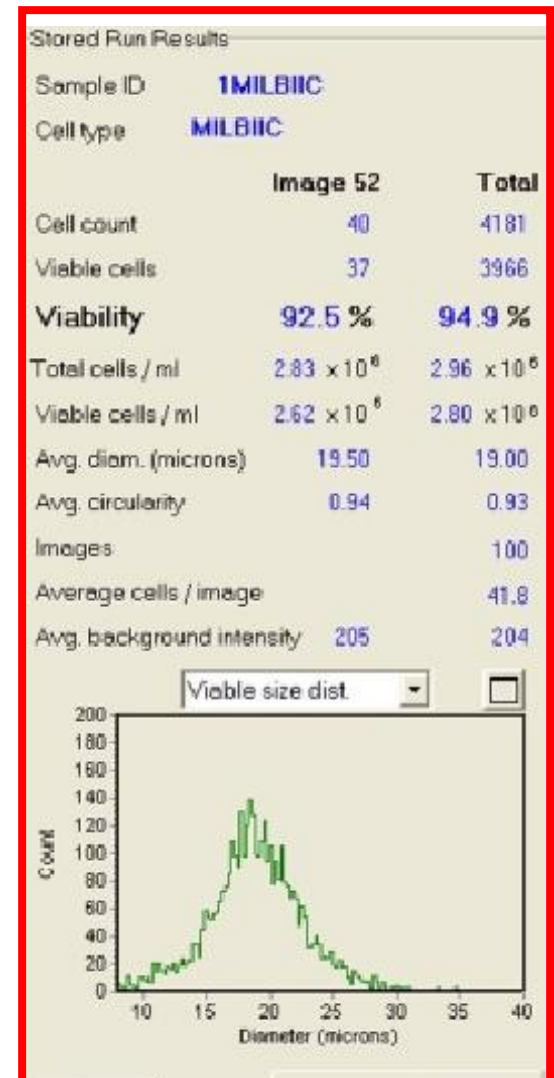 Stored Run Results
Sample ID 1MILBIIC
Cell type MILBIIC
Image 52 Total
Cell count 40 4181
Viable cells 37 3966
Viability 92.5 % 94.9 %
Total cells / ml 2.83 x 10⁶ 2.96 x 10⁶
Viable cells / ml 2.62 x 10⁶ 2.80 x 10⁶
Avg. diam. (microns) 19.50 19.00
Avg. circularity 0.94 0.93
Images 100
Average cells / image 41.8
Avg. background intensity 205 204
Viable size dist.
200
180
160
140
120
100
80
60
40
20
0
Count
10 15 20 25 30 35 40
Diameter (microns)